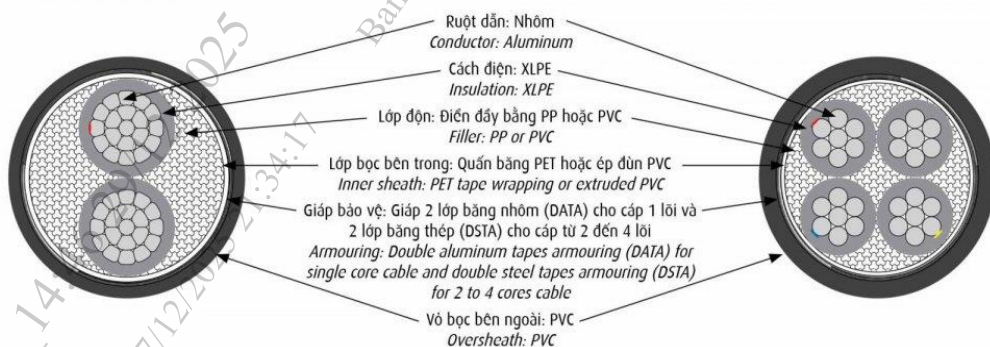 Ruột dẫn: Nhôm
Conductor: Aluminum
Cách điện: XLPE
Insulation: XLPE
Lớp độn: Điền đầy bằng PP hoặc PVC
Filler: PP or PVC
Lớp bọc bên trong: Quấn băng PET hoặc ép đùn PVC
Inner sheath: PET tape wrapping or extruded PVC
Giáp bảo vệ: Giáp 2 lớp băng nhôm (DATA) cho cáp 1 lõi và
2 lớp băng thép (DSTA) cho cáp từ 2 đến 4 lõi
Armouring: Double aluminum tapes armouring (DATA) for
single core cable and double steel tapes armouring (DSTA)
for 2 to 4 cores cable
Vỏ bọc bên ngoài: PVC
Oversheath: PVC